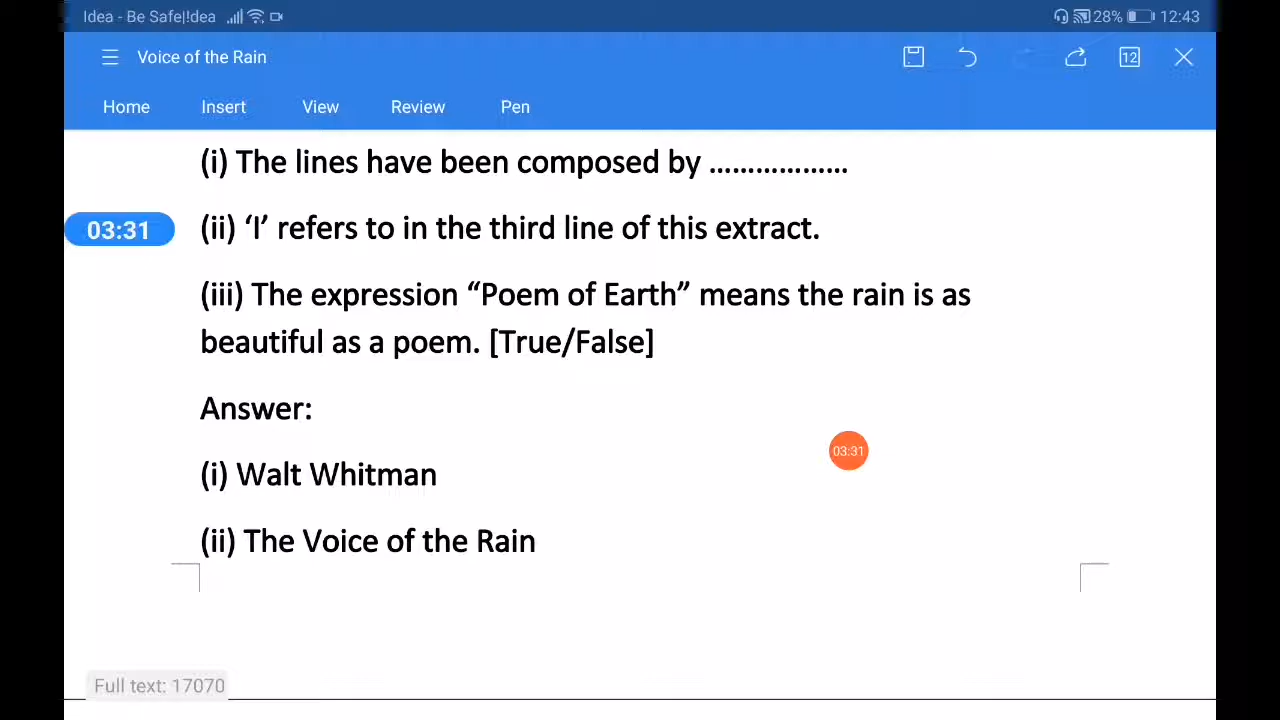 Idea - Be Safe|!dea 28% 12:43
Voice of the Rain 12
Home Insert View Review Pen
(i) The lines have been composed by ..................
03:31 (ii) ‘I’ refers to in the third line of this extract.
(iii) The expression “Poem of Earth” means the rain is as
beautiful as a poem. [True/False]
Answer:
03:31
(i) Walt Whitman
(ii) The Voice of the Rain
Full text: 17070